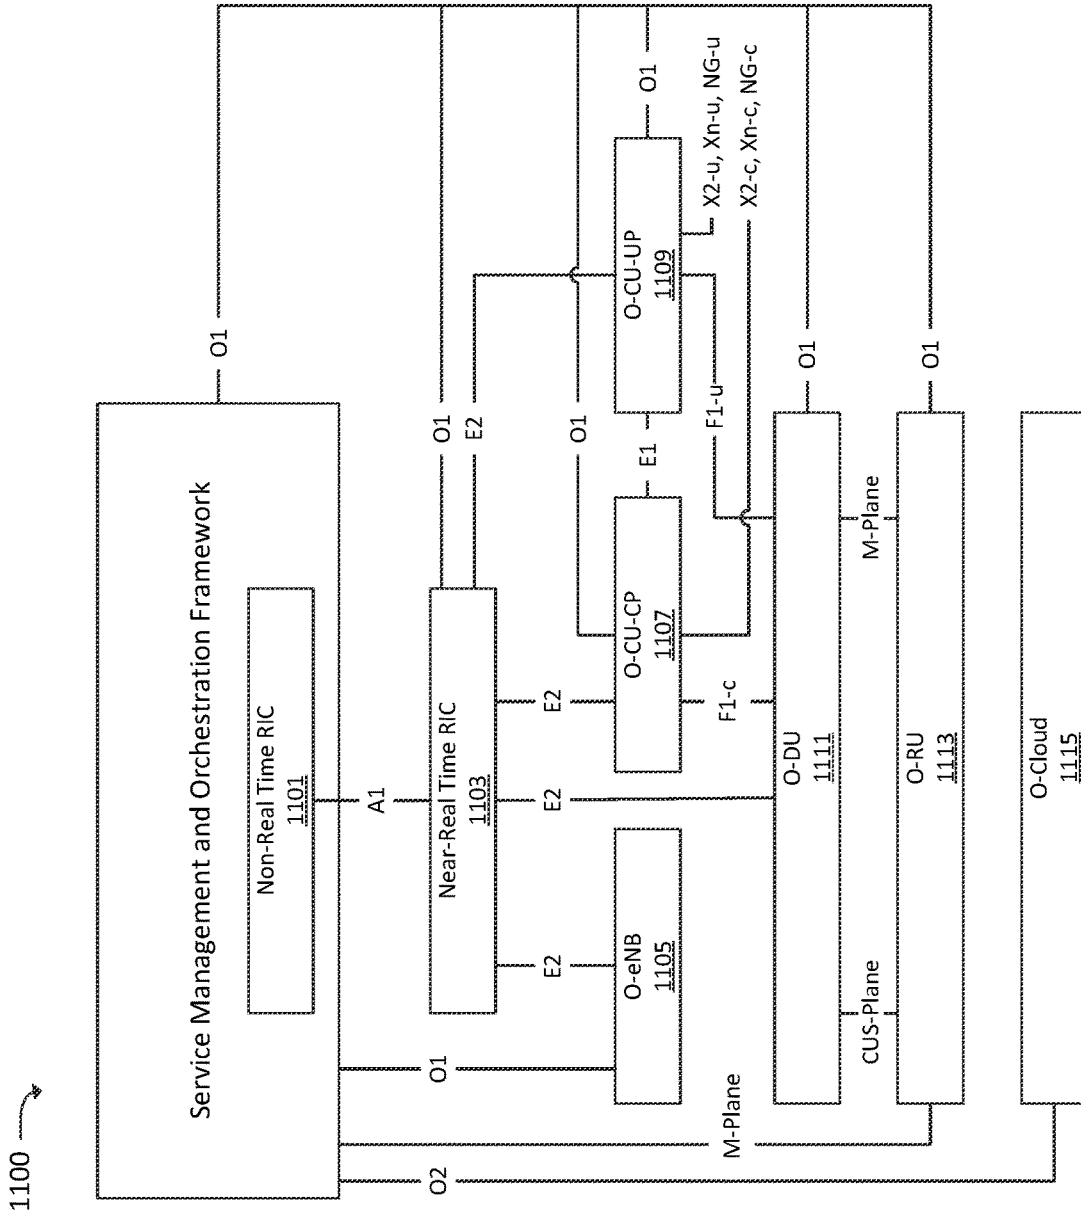 1100
Service Management and Orchestration Framework
Non-Real Time RIC
1101
O1
A1
O2
M-Plane
O1
Near-Real Time RIC
1103
O1
E2
E2
E2
E2
O1
O-eNB
1105
O-CU-CP
1107
E1
O-CU-UP
1109
O1
F1-c
F1-u
X2-u, Xn-u, NG-u
X2-c, Xn-c, NG-c
O-DU
1111
O1
CUS-Plane
M-Plane
O-RU
1113
O1
O-Cloud
1115